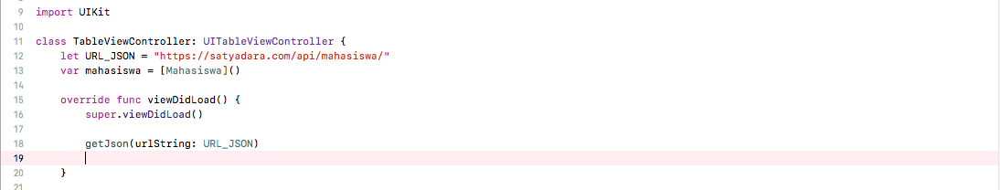 9 import UIKit
10
11 class TableViewController: UITableViewController {
12 let URL_JSON = "https://satyadara.com/api/mahasiswa/"
13 var mahasiswa = [Mahasiswa]()
14
15 override func viewDidLoad() {
16 super.viewDidLoad()
17
18 getJson(urlString: URL_JSON)
19
20 }
21